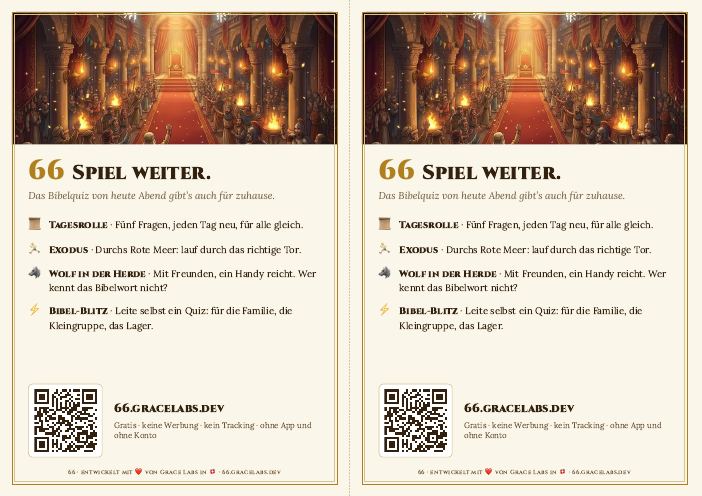 66 Spiel weiter.
Das Bibelquiz von heute Abend gibt's auch für zuhause.
Tagesrolle · Fünf Fragen, jeden Tag neu, für alle gleich.
Exodus · Durchs Rote Meer: lauf durch das richtige Tor.
Wolf in der Herde · Mit Freunden, ein Handy reicht. Wer
kennt das Bibelwort nicht?
Bibel-Blitz · Leite selbst ein Quiz: für die Familie, die
Kleingruppe, das Lager.
66.gracelabs.dev
Gratis · keine Werbung · kein Tracking · ohne App und
ohne Konto
66 · entwickelt mit ❤️ von Grace Labs in 🇨🇭 · 66.gracelabs.dev
66 Spiel weiter.
Das Bibelquiz von heute Abend gibt's auch für zuhause.
Tagesrolle · Fünf Fragen, jeden Tag neu, für alle gleich.
Exodus · Durchs Rote Meer: lauf durch das richtige Tor.
Wolf in der Herde · Mit Freunden, ein Handy reicht. Wer
kennt das Bibelwort nicht?
Bibel-Blitz · Leite selbst ein Quiz: für die Familie, die
Kleingruppe, das Lager.
66.gracelabs.dev
Gratis · keine Werbung · kein Tracking · ohne App und
ohne Konto
66 · entwickelt mit ❤️ von Grace Labs in 🇨🇭 · 66.gracelabs.dev